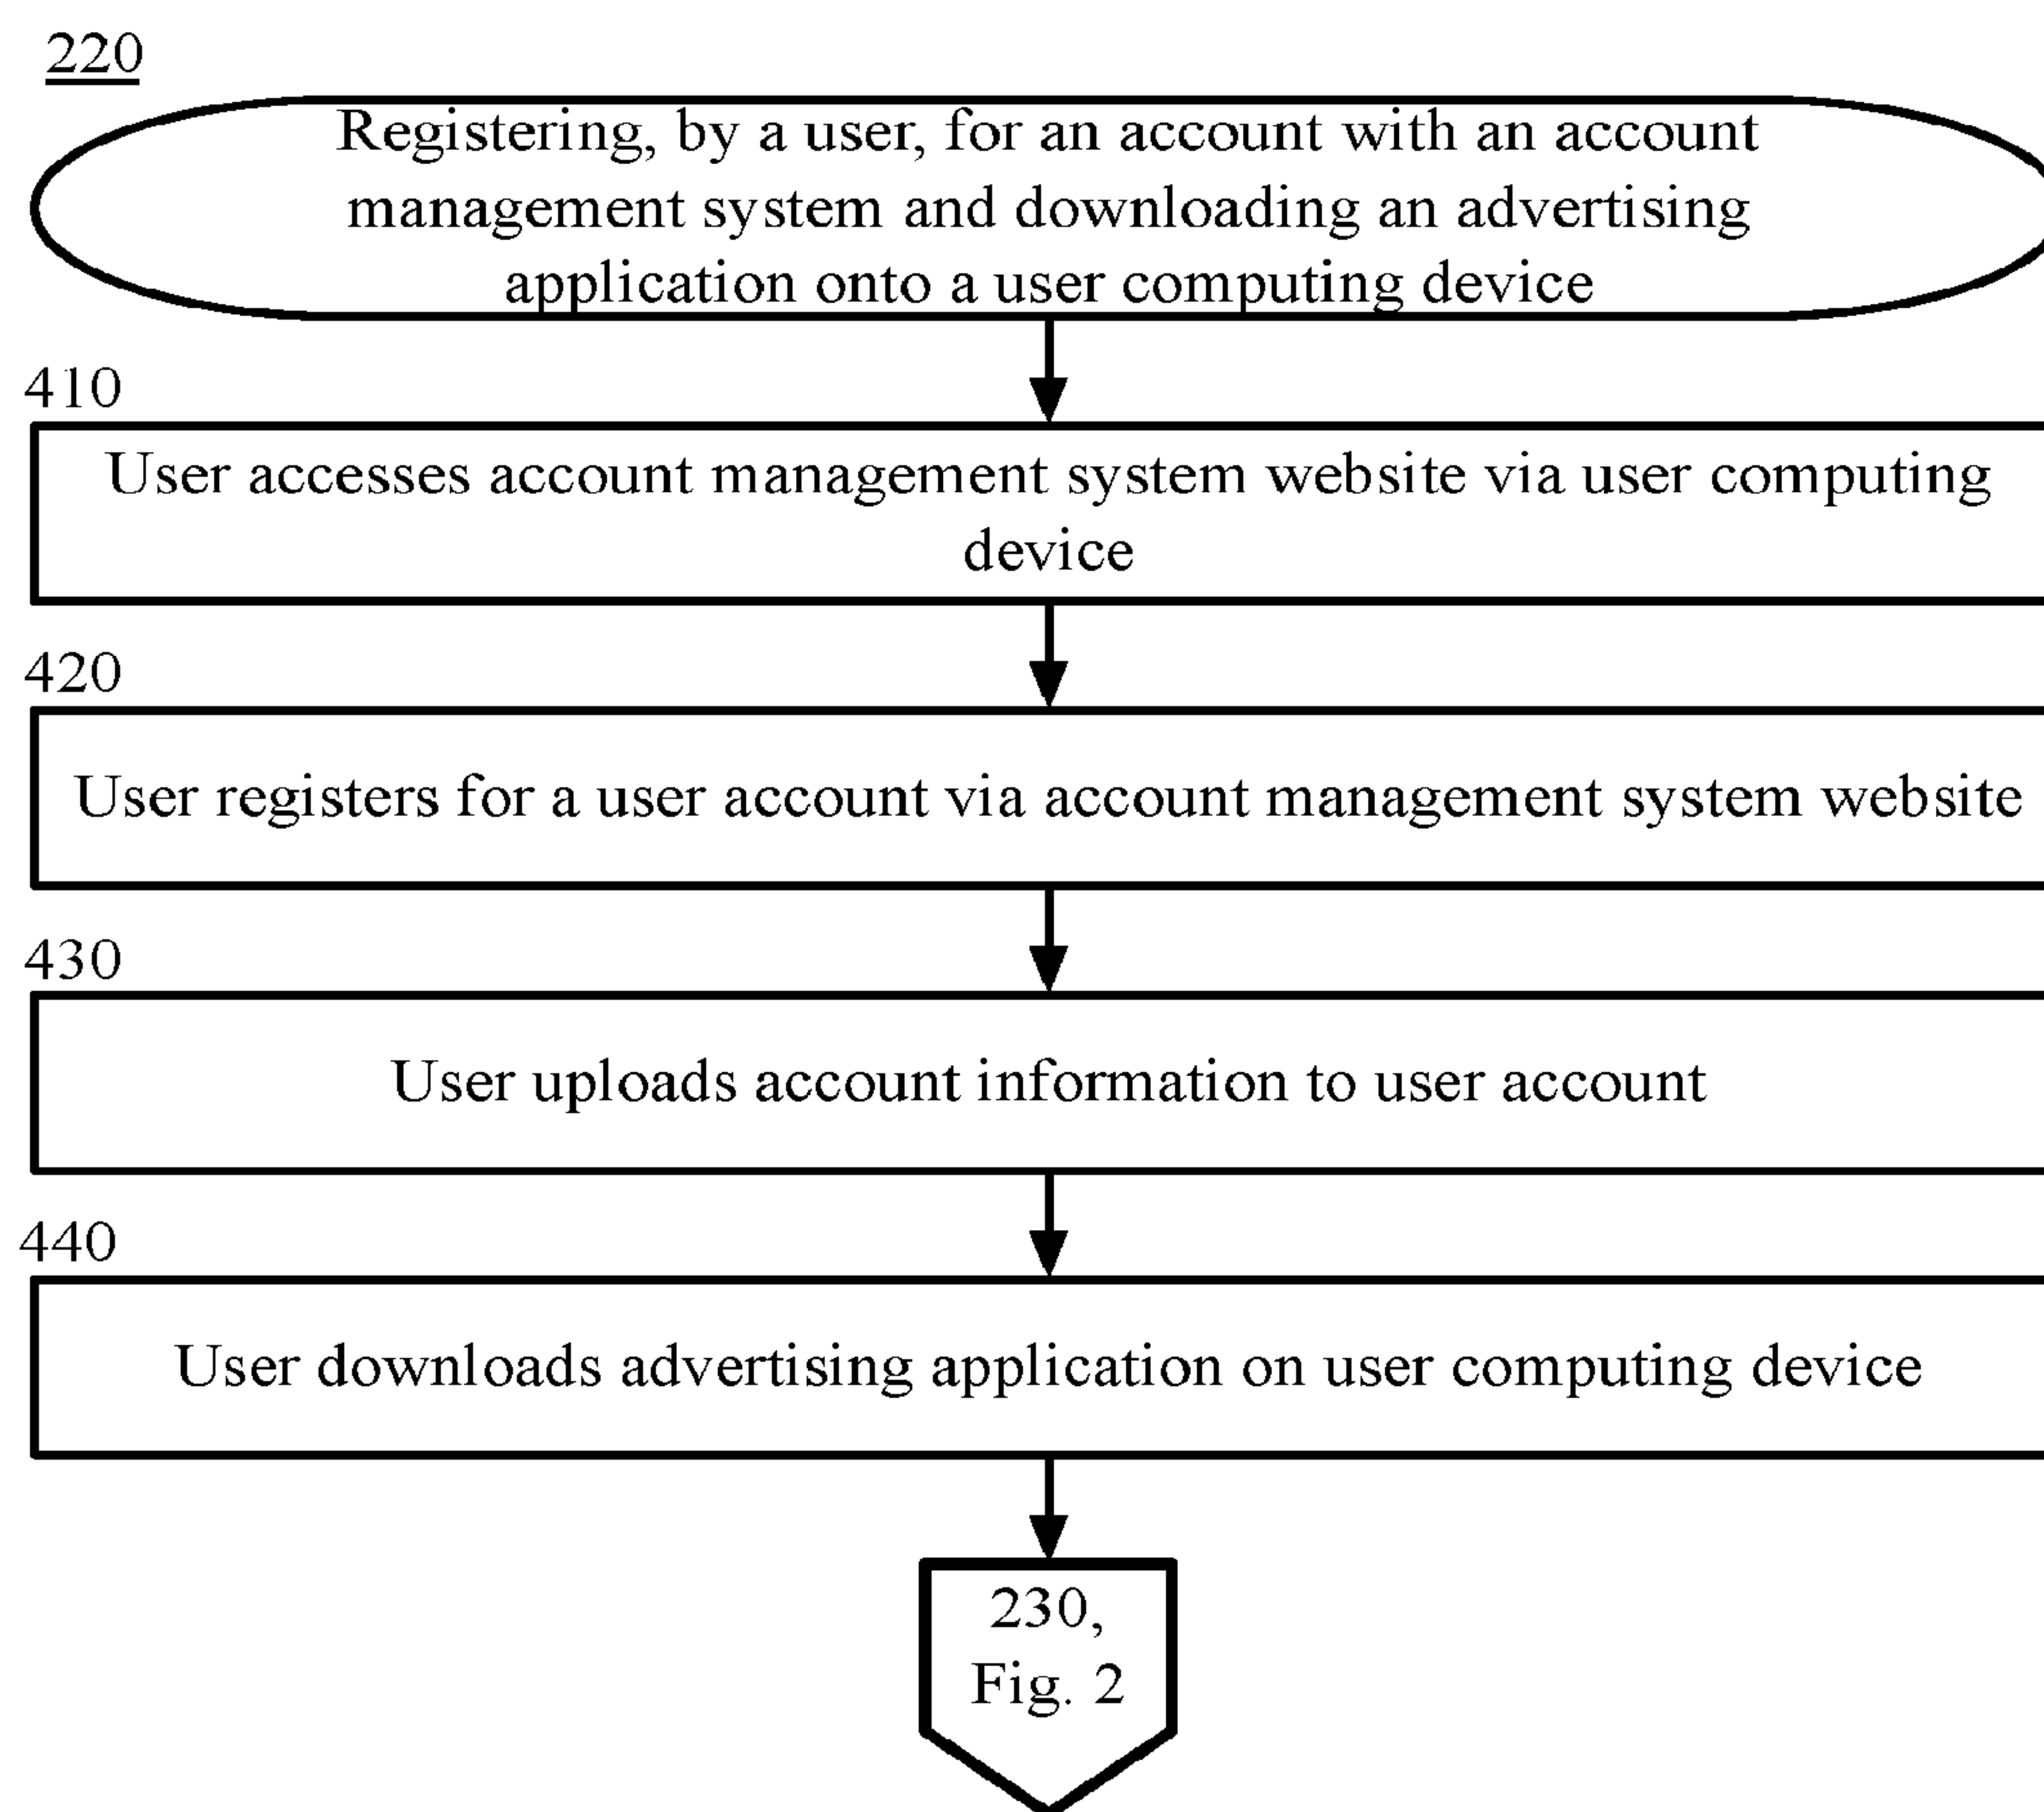 220
Registering, by a user, for an account with an account
management system and downloading an advertising
application onto a user computing device
410
User accesses account management system website via user computing
device
420
User registers for a user account via account management system website
430
User uploads account information to user account
440
User downloads advertising application on user computing device
230,
Fig. 2